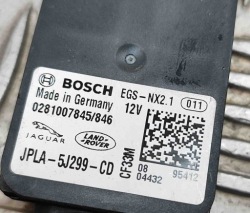 BOSCH EGS-NX2.1 011
Made in Germany 12V
0281007845/846
JAGUAR LAND-ROVER
JPLA-5J299-CD
CF33M
08 95412
04432